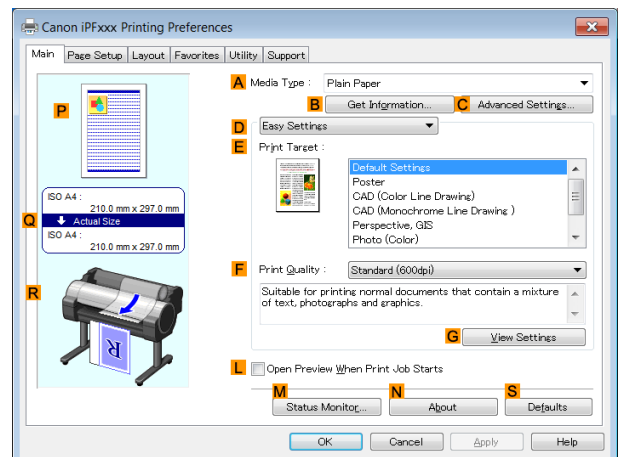 Canon iPFxxx Printing Preferences
Main Page Setup Layout Favorites Utility Support
A Media Type : Plain Paper
B Get Information... C Advanced Settings...
D Easy Settings
E Print Target :
Default Settings
Poster
CAD (Color Line Drawing)
CAD (Monochrome Line Drawing )
Perspective, GIS
Photo (Color)
P
ISO A4 :
210.0 mm x 297.0 mm
Q Actual Size
ISO A4 :
210.0 mm x 297.0 mm
R
R
F Print Quality : Standard (600dpi)
Suitable for printing normal documents that contain a mixture
of text, photographs and graphics.
G View Settings
L Open Preview When Print Job Starts
M N S
Status Monitor... About Defaults
OK Cancel Apply Help